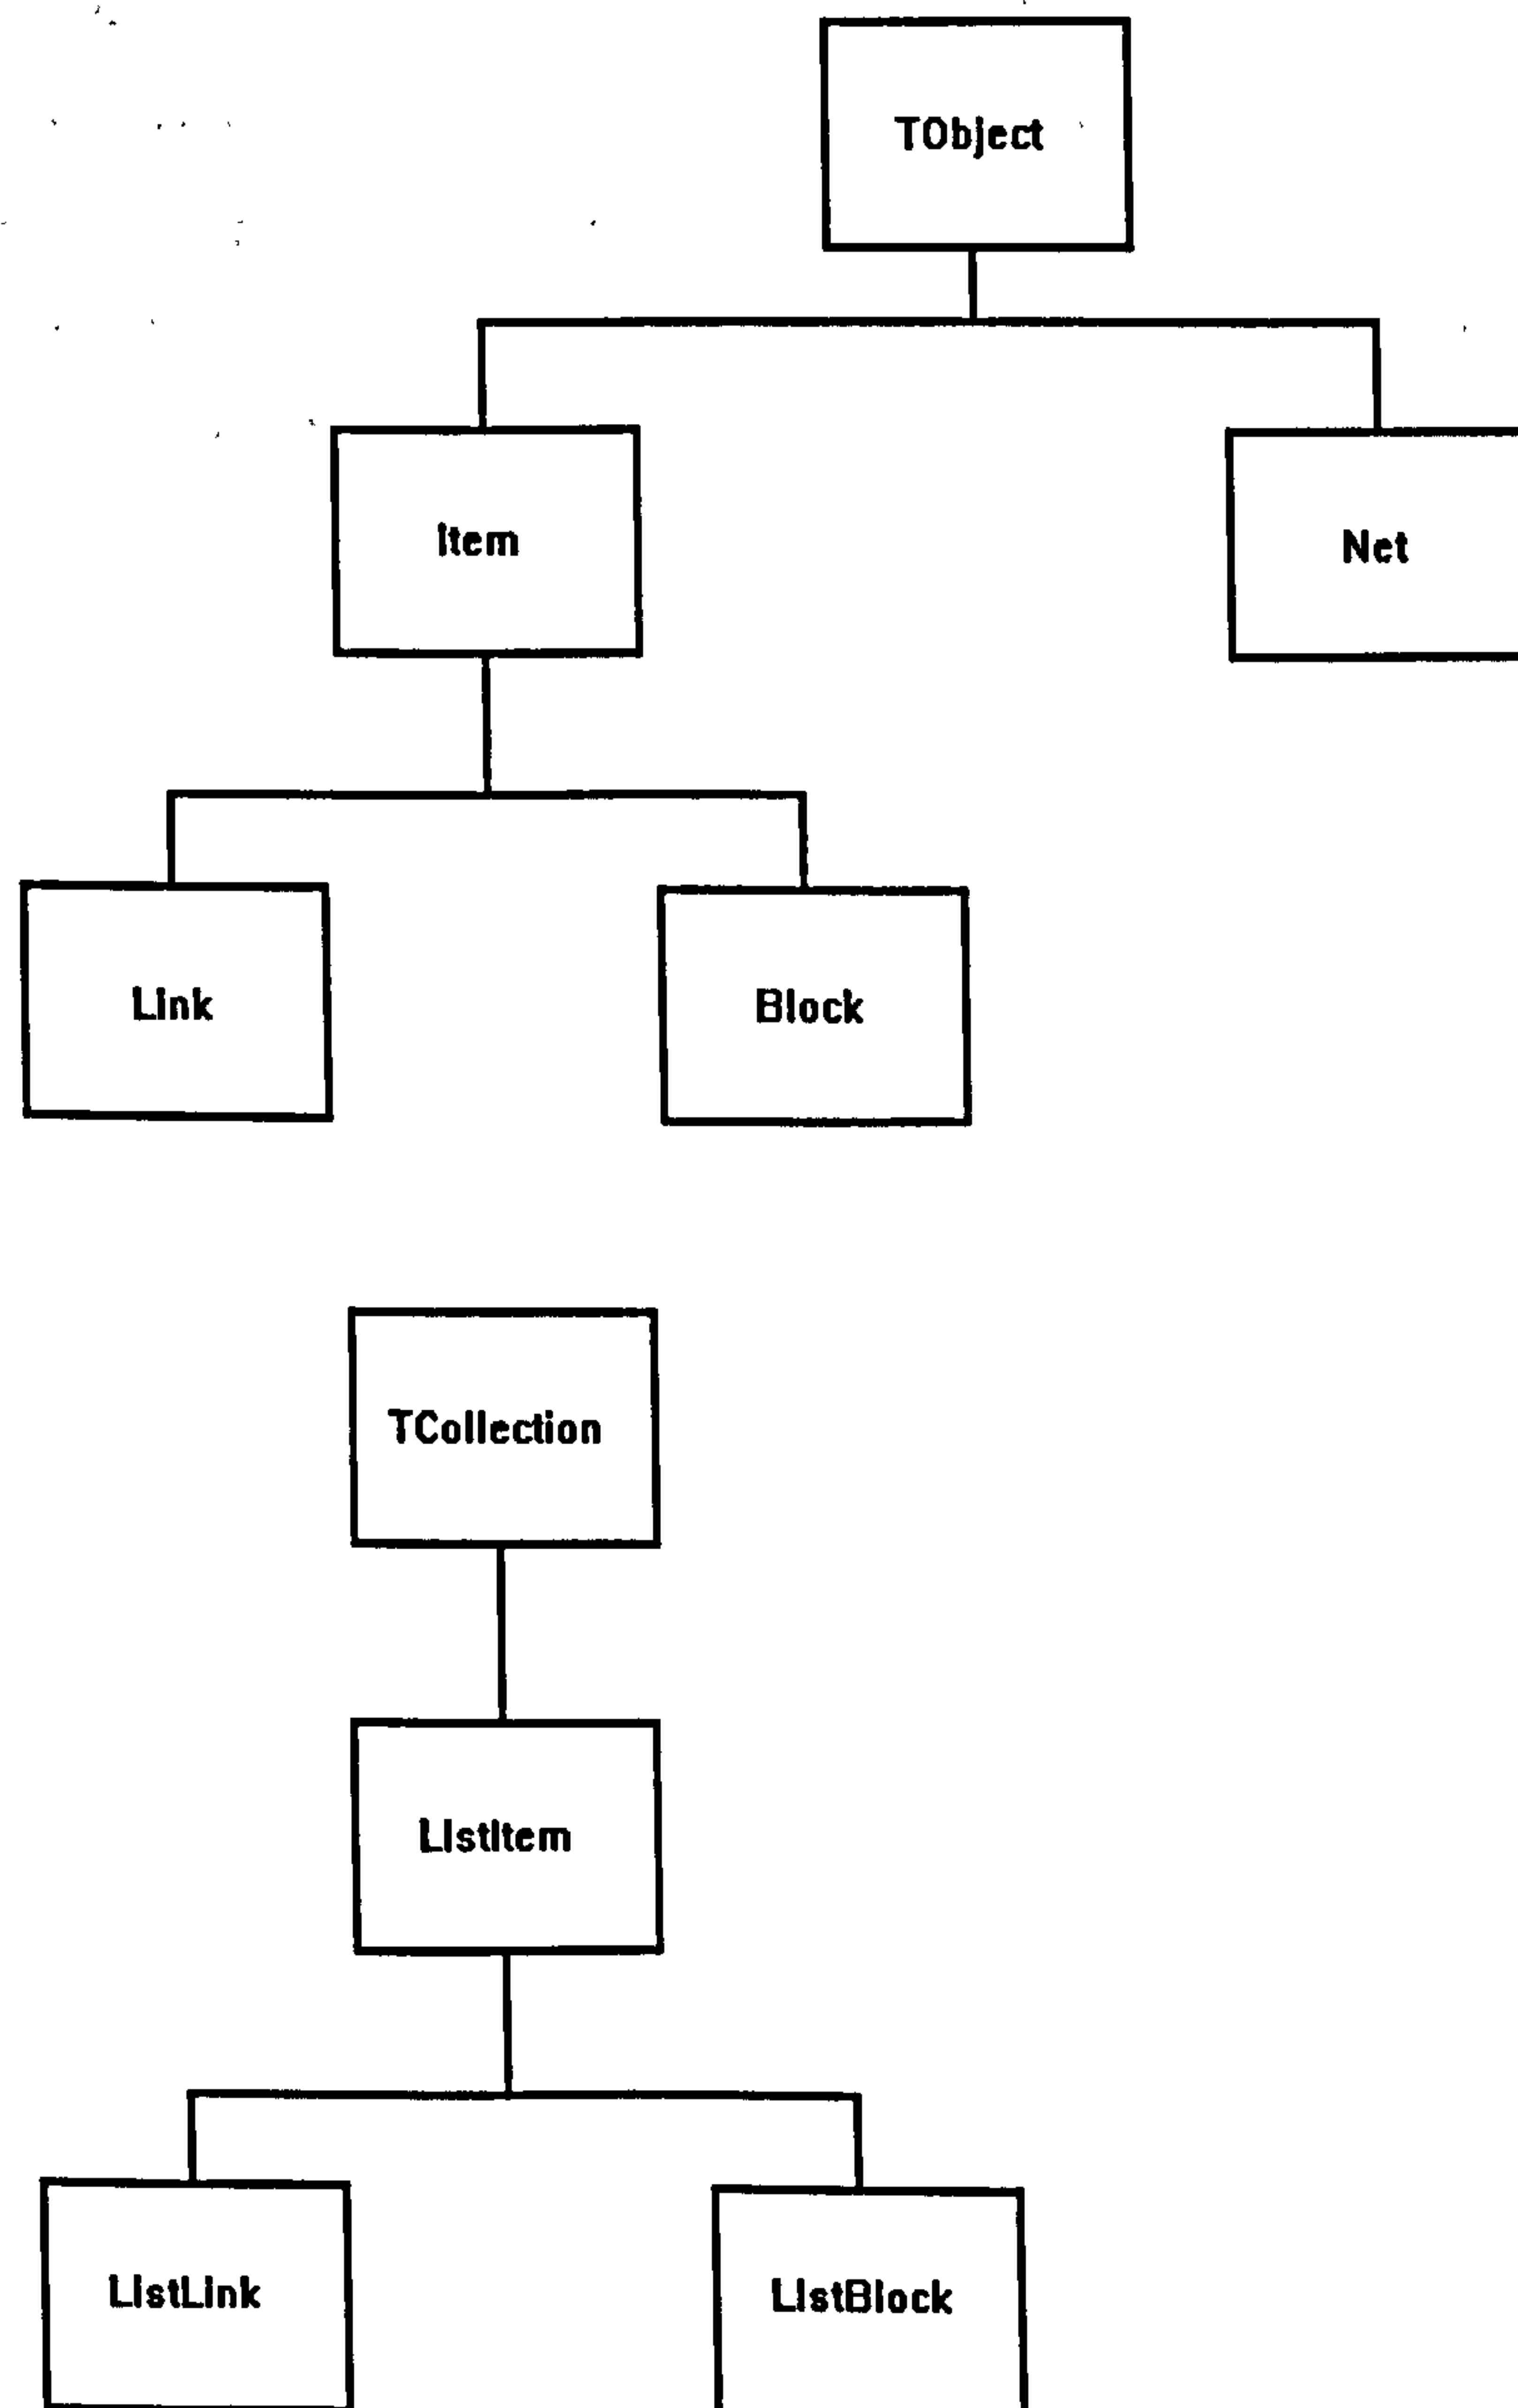 TObject
Item
Net
Link
Block
TCollection
ListItem
ListLink
ListBlock